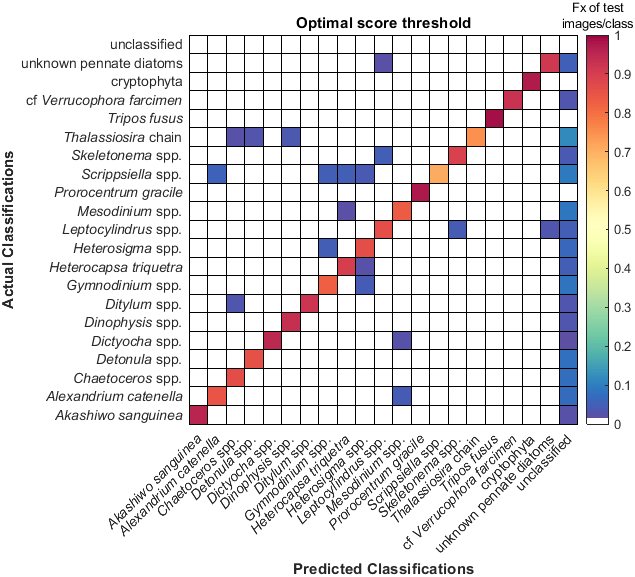 Optimal score threshold
Fx of test
images/class
unclassified
unknown pennate diatoms
cryptophyta
cf Verrucophora farcimen
Tripos fusus
Thalassiosira chain
Skeletonema spp.
Scrippsiella spp.
Prorocentrum gracile
Mesodinium spp.
Leptocylindrus spp.
Heterosigma spp.
Heterocapsa triquetra
Gymnodinium spp.
Ditylum spp.
Dinophysis spp.
Dictyocha spp.
Detonula spp.
Chaetoceros spp.
Alexandrium catenella
Akashiwo sanguinea
Actual Classifications
1
0.9
0.8
0.7
0.6
0.5
0.4
0.3
0.2
0.1
0
Akashiwo sanguinea
Alexandrium catenella
Chaetoceros spp.
Detonula spp.
Dictyocha spp.
Dinophysis spp.
Ditylum spp.
Gymnodinium spp.
Heterocapsa triquetra
Heterosigma spp.
Leptocylindrus spp.
Mesodinium spp.
Prorocentrum gracile
Scrippsiella spp.
Skeletonema spp.
Thalassiosira chain
Tripos fusus
cf Verrucophora farcimen
cryptophyta
unknown pennate diatoms
unclassified
Predicted Classifications